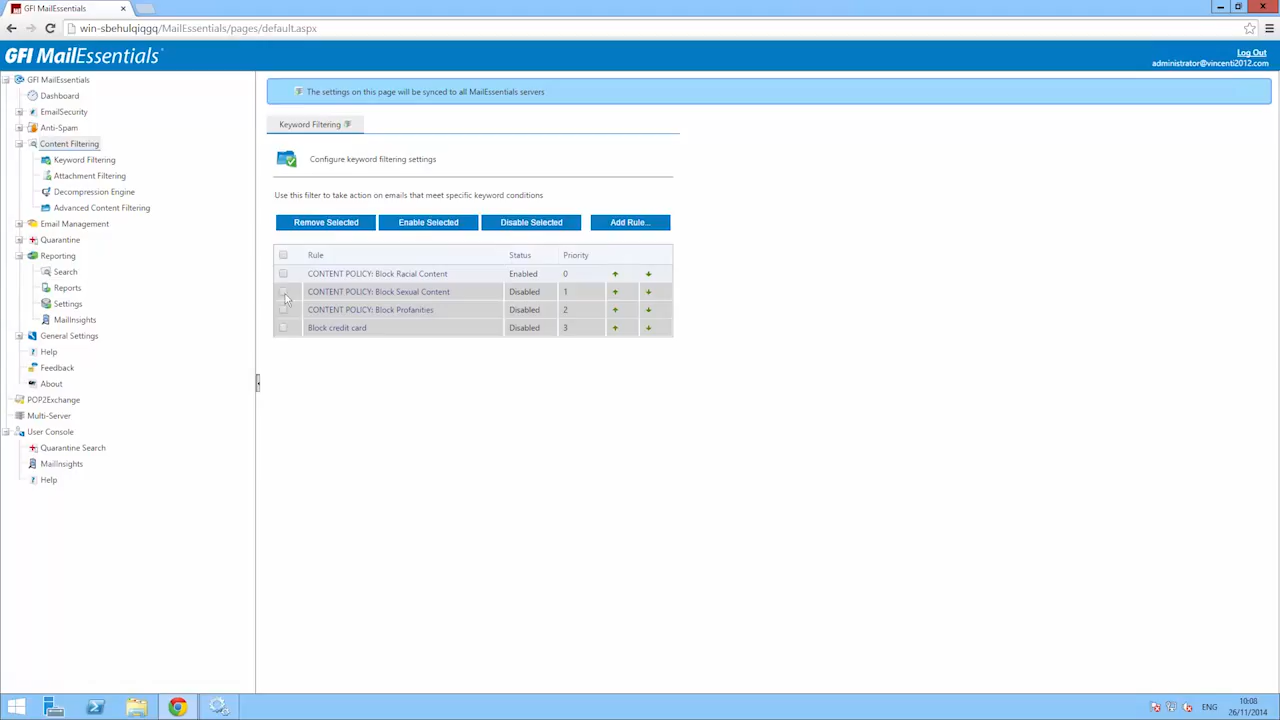 GFI MailEssentials
win-sbehulqiqgq/MailEssentials/pages/default.aspx
GFI MailEssentials
Log Out
administrator@vincenti2012.com
GFI MailEssentials
Dashboard
EmailSecurity
Anti-Spam
Content Filtering
Keyword Filtering
Attachment Filtering
Decompression Engine
Advanced Content Filtering
Email Management
Quarantine
Reporting
Search
Reports
Settings
MailInsights
General Settings
Help
Feedback
About
POP2Exchange
Multi-Server
User Console
Quarantine Search
MailInsights
Help
The settings on this page will be synced to all MailEssentials servers
Keyword Filtering
Configure keyword filtering settings
Use this filter to take action on emails that meet specific keyword conditions
Remove Selected Enable Selected Disable Selected Add Rule...
Rule Status Priority
CONTENT POLICY: Block Racial Content Enabled 0
CONTENT POLICY: Block Sexual Content Disabled 1
CONTENT POLICY: Block Profanities Disabled 2
Block credit card Disabled 3
ENG
10:08
26/11/2014